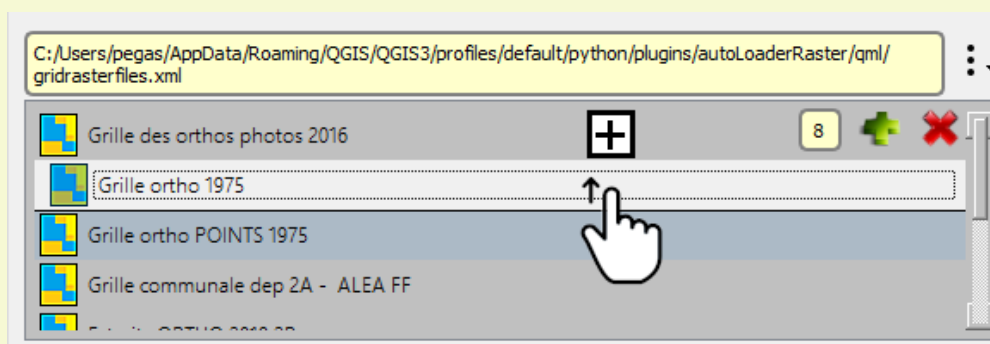 C:/Users/pegas/AppData/Roaming/QGIS/QGIS3/profiles/default/python/plugins/autoLoaderRaster/qml/
gridrasterfiles.xml
Grille des orthos photos 2016 8
Grille ortho 1975
Grille ortho POINTS 1975
Grille communale dep 2A - ALEA FF